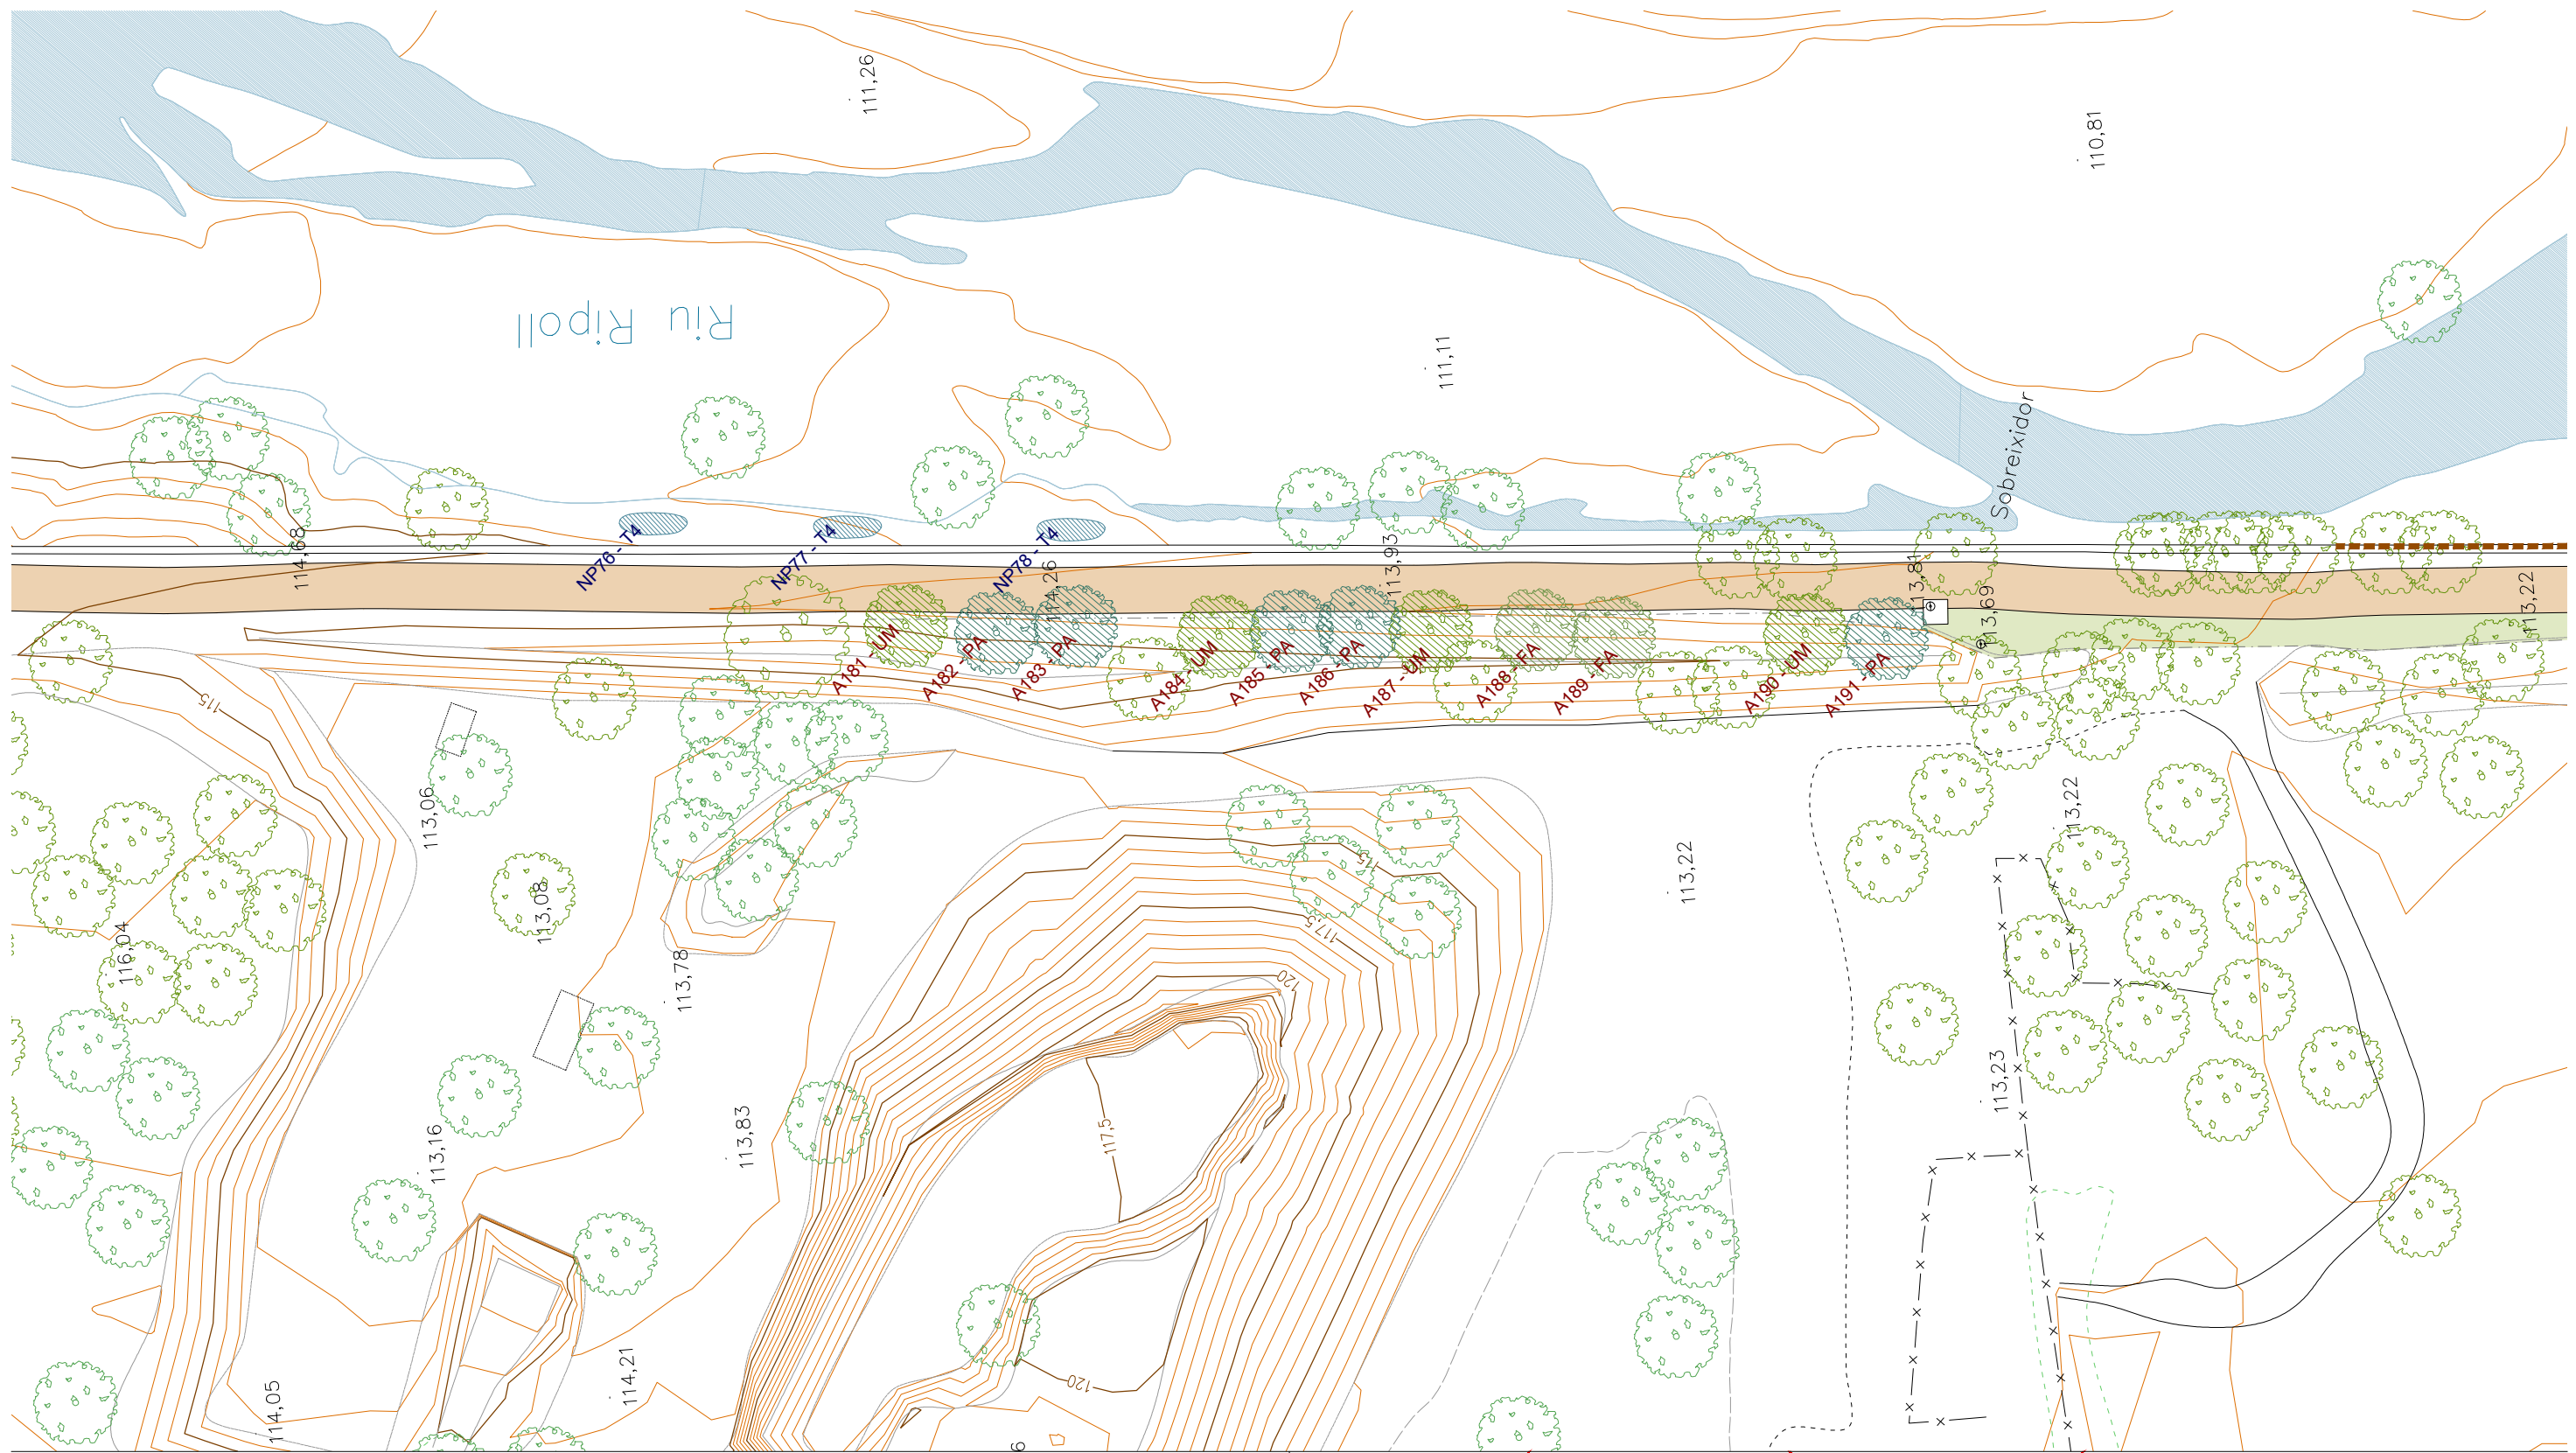 111,26
110,81
Riu Ripoll
111,11
Sobreixidor
114,68
NP76 - T4
NP77 - T4
NP78 - T4
114,26
113,93
113,81
113,69
113,22
A181 - UM
A182 - PA
A183 - PA
A184 - UM
A185 - PA
A186 - PA
A187 - UM
A188 - FA
A189 - FA
A190 - UM
A191 - PA
115
113,06
113,22
113,22
115
113,08
117,5
116,04
113,78
120
113,23
113,16
113,83
117,5
114,21
120
114,05
6